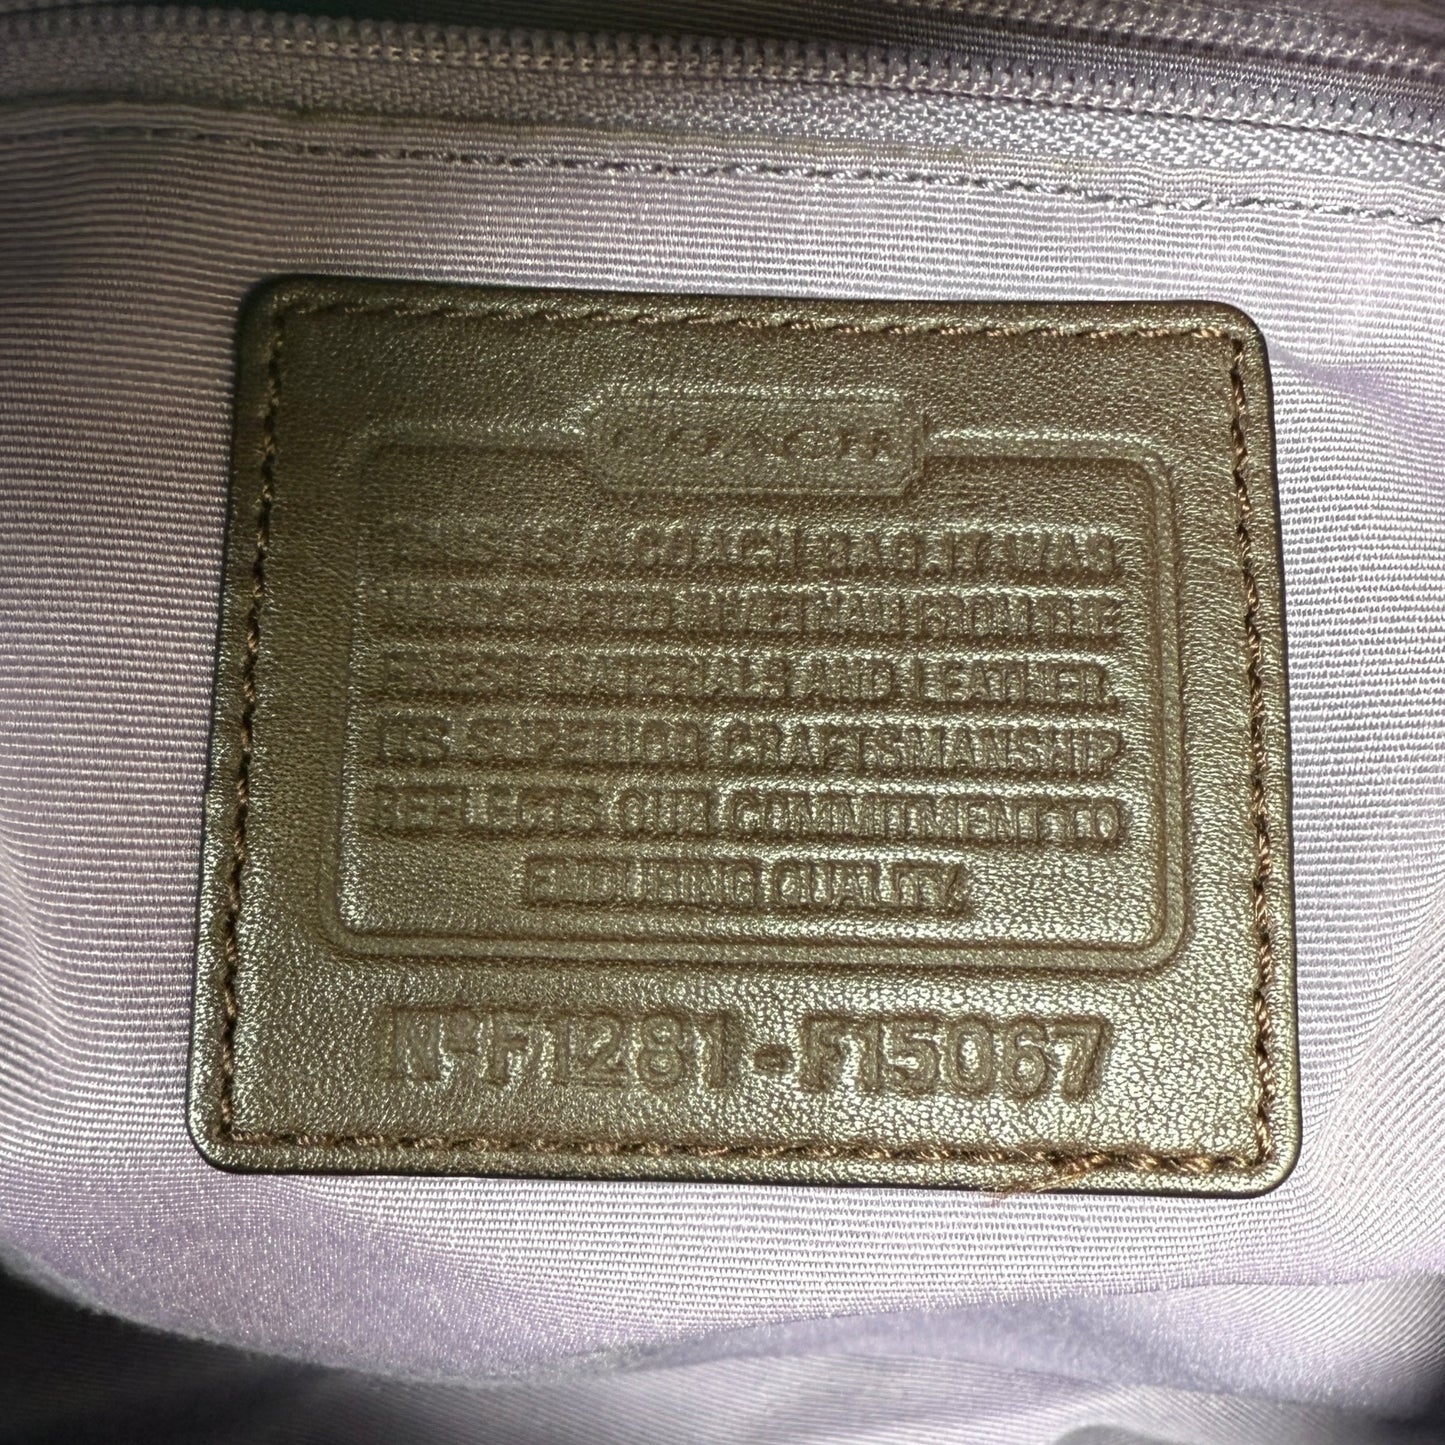 COACH
THIS IS A COACH BAG. IT WAS
HANDCRAFTED IN VIETNAM FROM THE
FINEST MATERIALS AND LEATHER.
ITS SUPERIOR CRAFTSMANSHIP
REFLECTS OUR COMMITMENT TO
ENDURING QUALITY.
Nº F1281-F15067